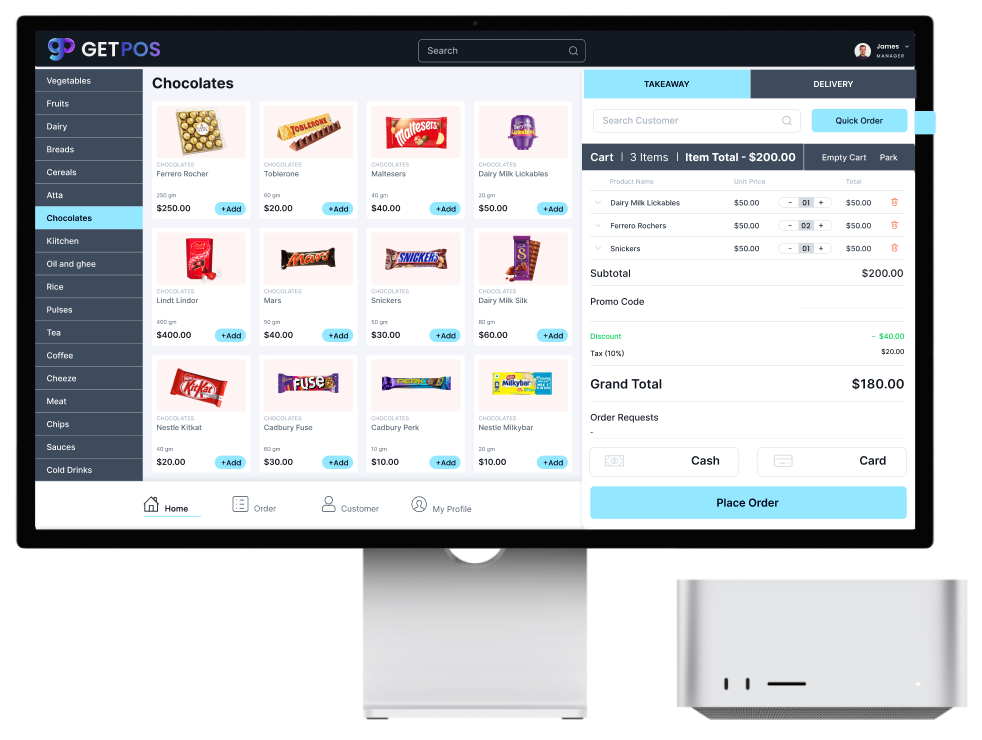 GETPOS
Search
James
MANAGER
Vegetables
Fruits
Dairy
Breads
Cereals
Atta
Chocolates
Kiitchen
Oil and ghee
Rice
Pulses
Tea
Coffee
Cheeze
Meat
Chips
Sauces
Cold Drinks
Chocolates
TOBLERONE
Maltesers
CHOCOLATES CHOCOLATES CHOCOLATES CHOCOLATES
Ferrero Rocher Toblerone Maltesers Dairy Milk Lickables
250 gm 60 gm 40 gm 20 gm
$250.00 +Add $20.00 +Add $40.00 +Add $50.00 +Add
Mars
SNICKERS
CHOCOLATES CHOCOLATES CHOCOLATES CHOCOLATES
Lindt Lindor Mars Snickers Dairy Milk Silk
400 gm 50 gm 50 gm 80 gm
$400.00 +Add $40.00 +Add $30.00 +Add $60.00 +Add
KitKat
FUSE
PERK
Milkybar
CHOCOLATES CHOCOLATES CHOCOLATES CHOCOLATES
Nestle Kitkat Cadbury Fuse Cadbury Perk Nestle Milkybar
40 gm 60 gm 10 gm 20 gm
$20.00 +Add $30.00 +Add $10.00 +Add $10.00 +Add
Home Order Customer My Profile
TAKEAWAY DELIVERY
Search Customer Quick Order
Cart | 3 Items | Item Total - $200.00 Empty Cart Park
Product Name Unit Price Total
Dairy Milk Lickables $50.00 - 01 + $50.00
Ferrero Rochers $50.00 - 02 + $50.00
Snickers $50.00 - 01 + $50.00
Subtotal $200.00
Promo Code
Discount - $40.00
Tax (10%) $20.00
Grand Total $180.00
Order Requests
-
Cash Card
Place Order